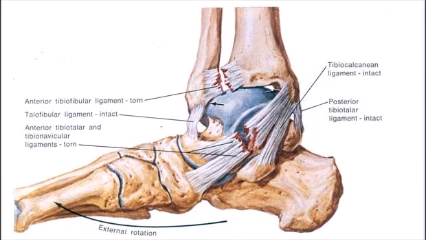 Anterior tibiofibular ligament - torn
Talofibular ligament - intact
Anterior tibiotalar and
tibionavicular
ligaments - torn
Tibiocalcanean
ligament - intact
Posterior
tibiotalar
ligament - intact
External rotation